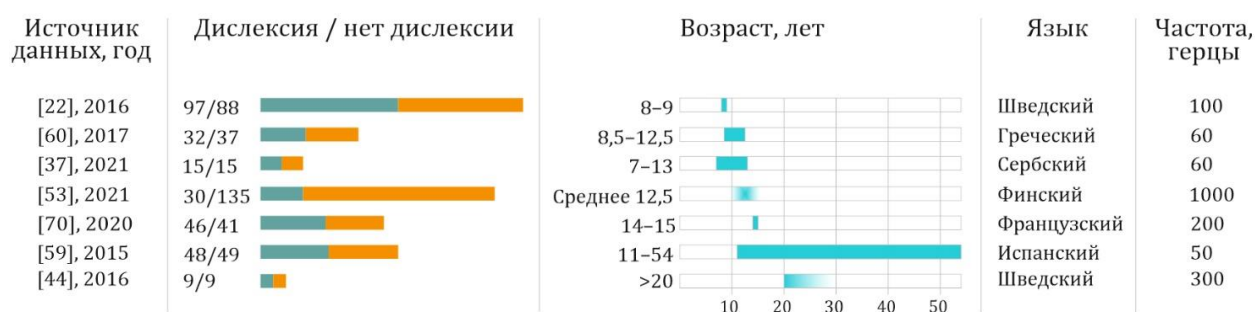 Источник данных, год Дислексия / нет дислексии Возраст, лет Язык Частота, герцы
[22], 2016 97/88 8–9 Шведский 100
[60], 2017 32/37 8,5–12,5 Греческий 60
[37], 2021 15/15 7–13 Сербский 60
[53], 2021 30/135 Среднее 12,5 Финский 1000
[70], 2020 46/41 14–15 Французский 200
[59], 2015 48/49 11–54 Испанский 50
[44], 2016 9/9 >20 Шведский 300
10 20 30 40 50